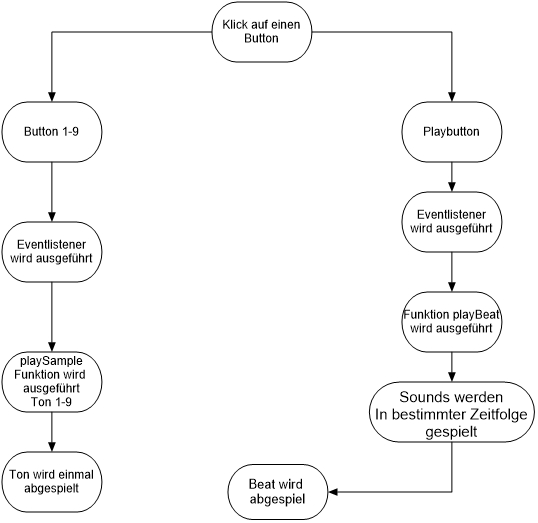 Klick auf einen
Button
Button 1-9
Playbutton
Eventlistener
wird ausgeführt
Eventlistener
wird ausgeführt
Funktion playBeat
wird ausgeführt
playSample
Funktion wird
ausgeführt
Ton 1-9
Sounds werden
In bestimmter Zeitfolge
gespielt
Ton wird einmal
abgespielt
Beat wird
abgespiel